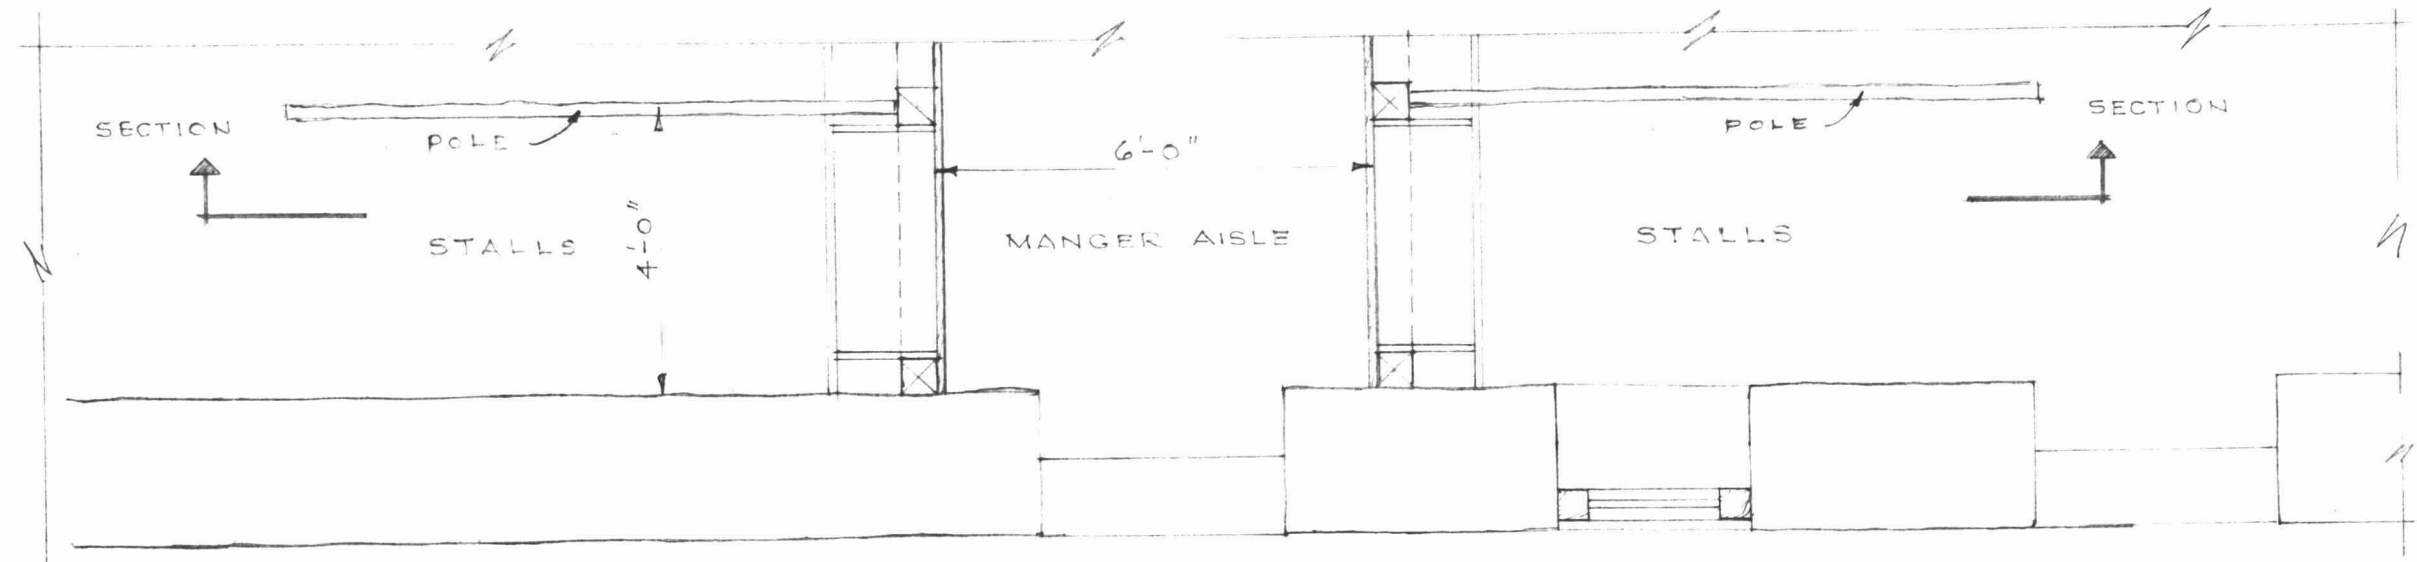 SECTION
POLE
6'-0"
POLE
SECTION
STALLS
4'-0"
MANGER AISLE
STALLS